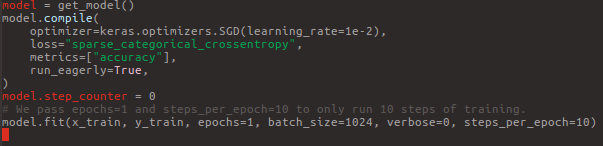 model = get_model()
model.compile(
    optimizer=keras.optimizers.SGD(learning_rate=1e-2),
    loss="sparse_categorical_crossentropy",
    metrics=["accuracy"],
    run_eagerly=True,
)
model.step_counter = 0
# We pass epochs=1 and steps_per_epoch=10 to only run 10 steps of training.
model.fit(x_train, y_train, epochs=1, batch_size=1024, verbose=0, steps_per_epoch=10)